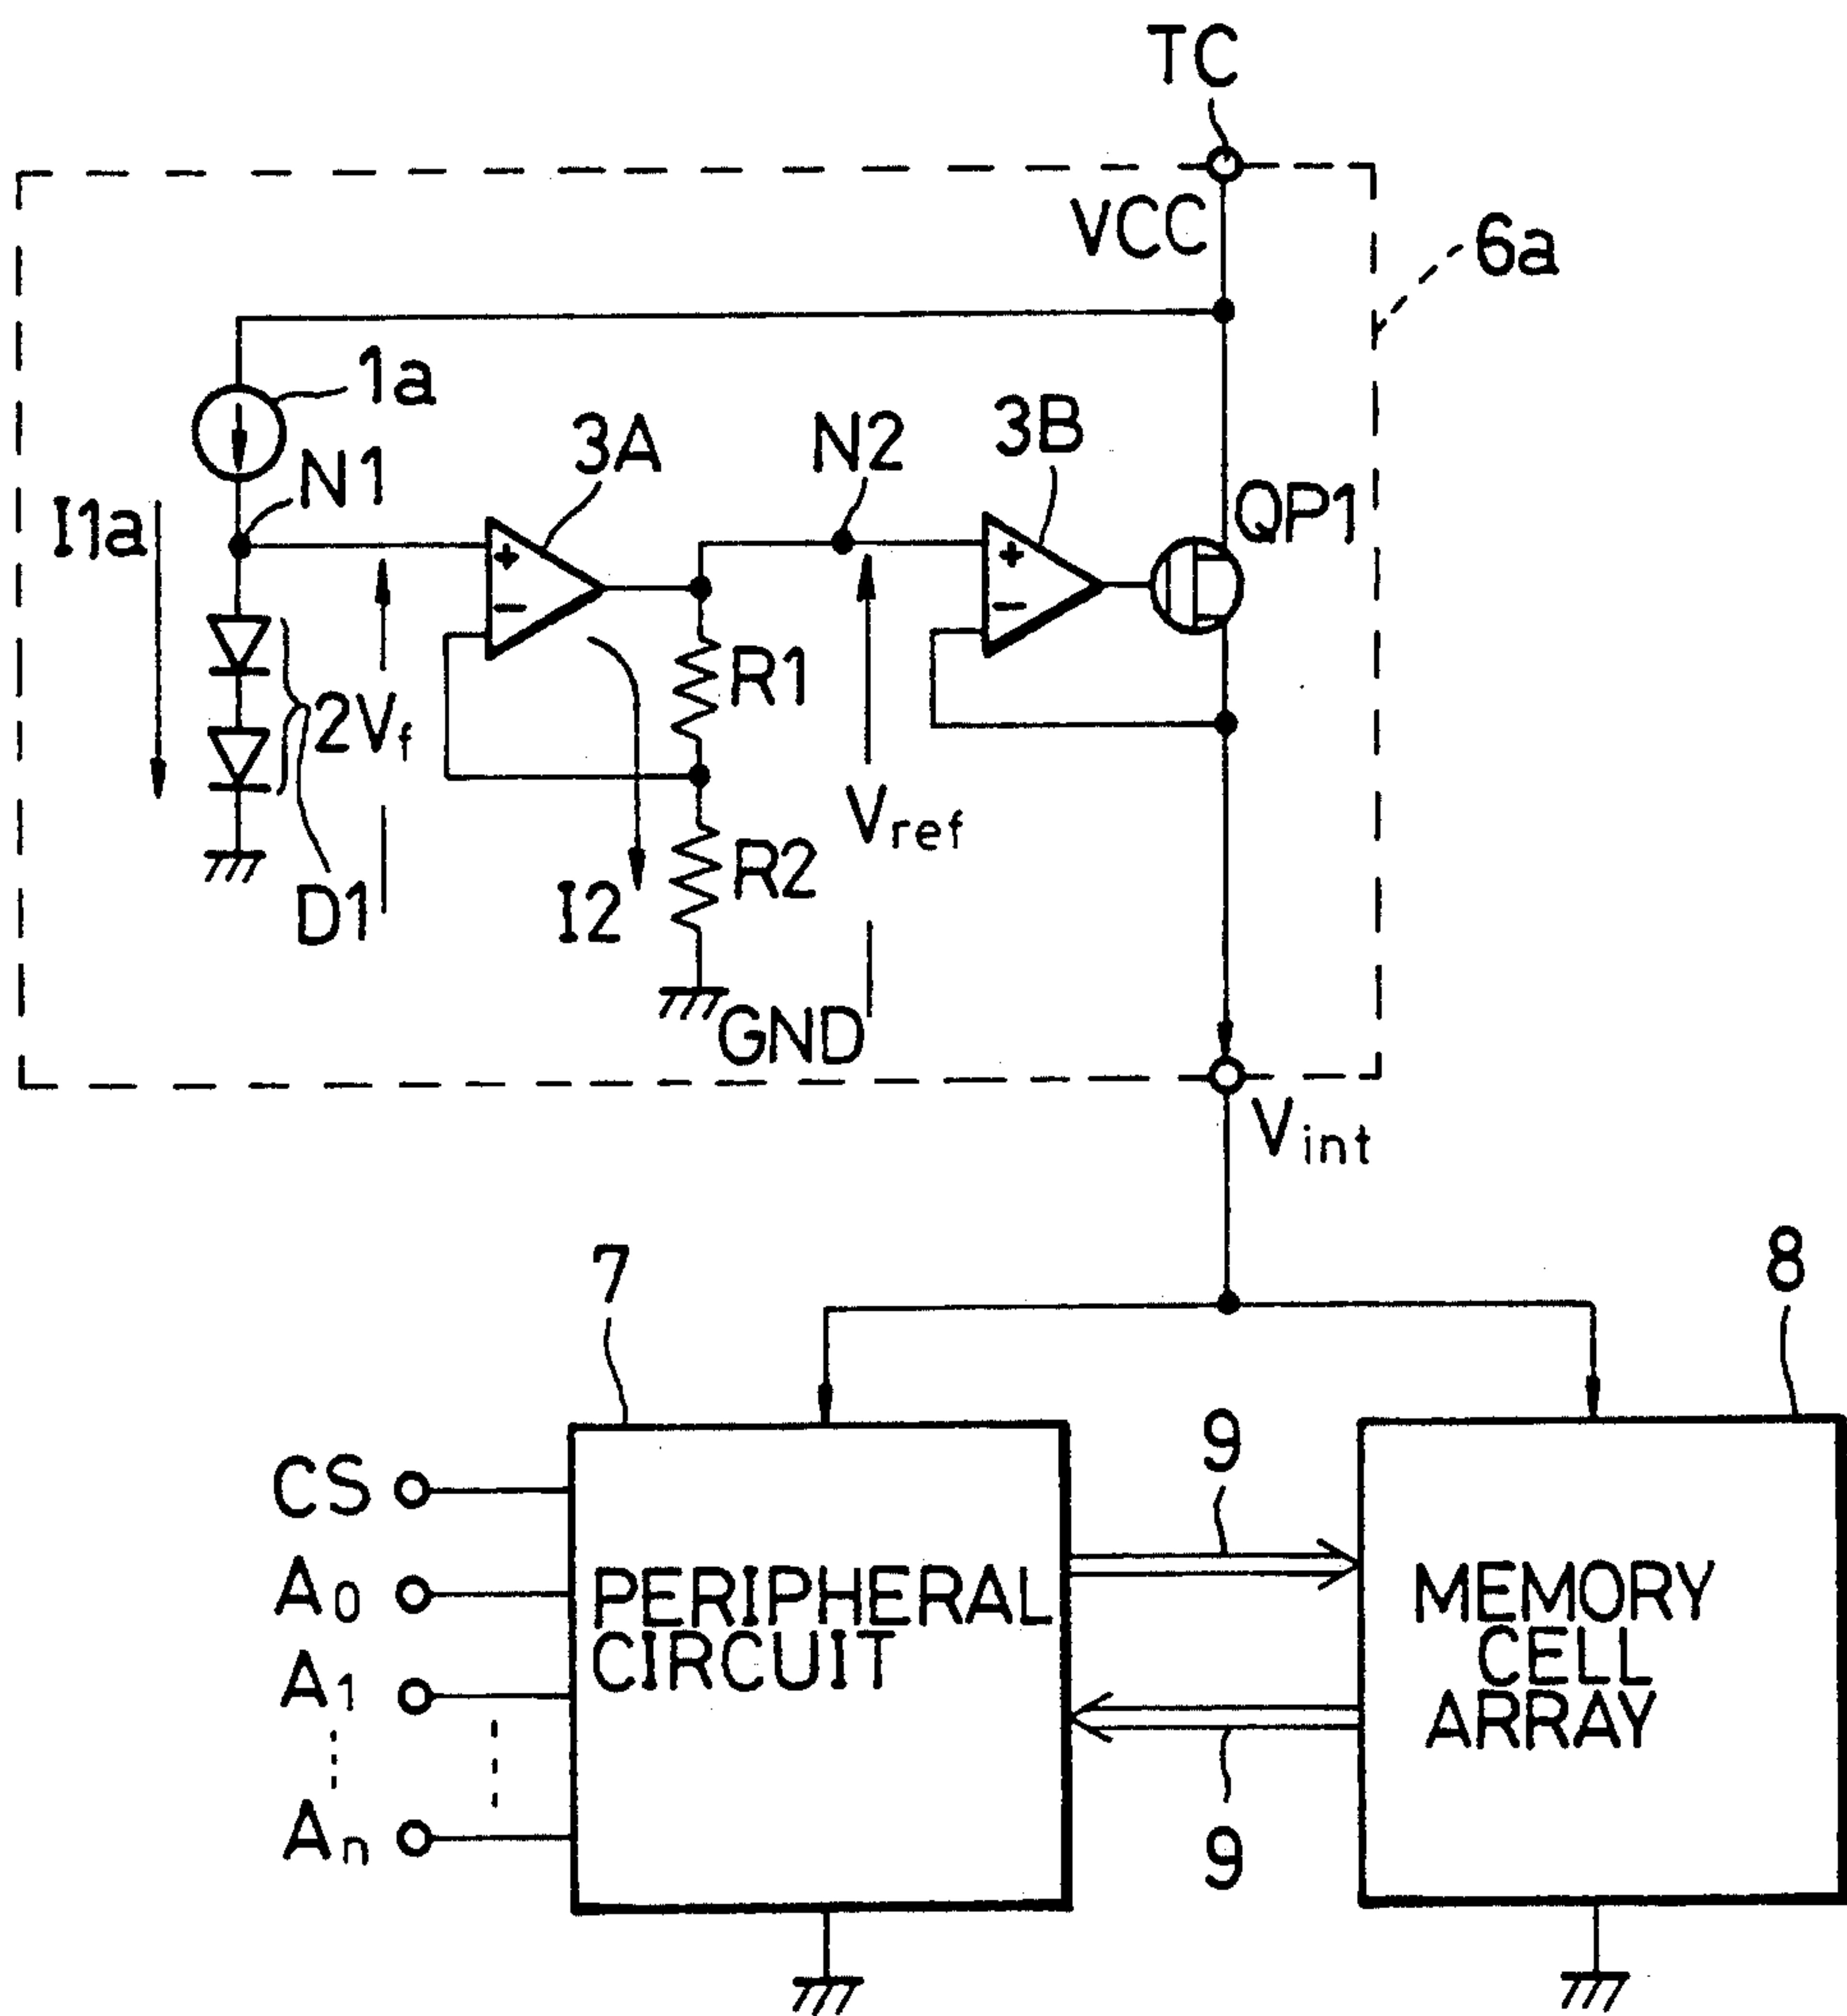 TC
VCC
6a
1a
N1
3A
N2
3B
QP1
I1a
+
−
+
−
2Vf
R1
Vref
D1
I2
R2
GND
Vint
7
8
CS
9
A0
PERIPHERAL
CIRCUIT
MEMORY
CELL
ARRAY
A1
An
9